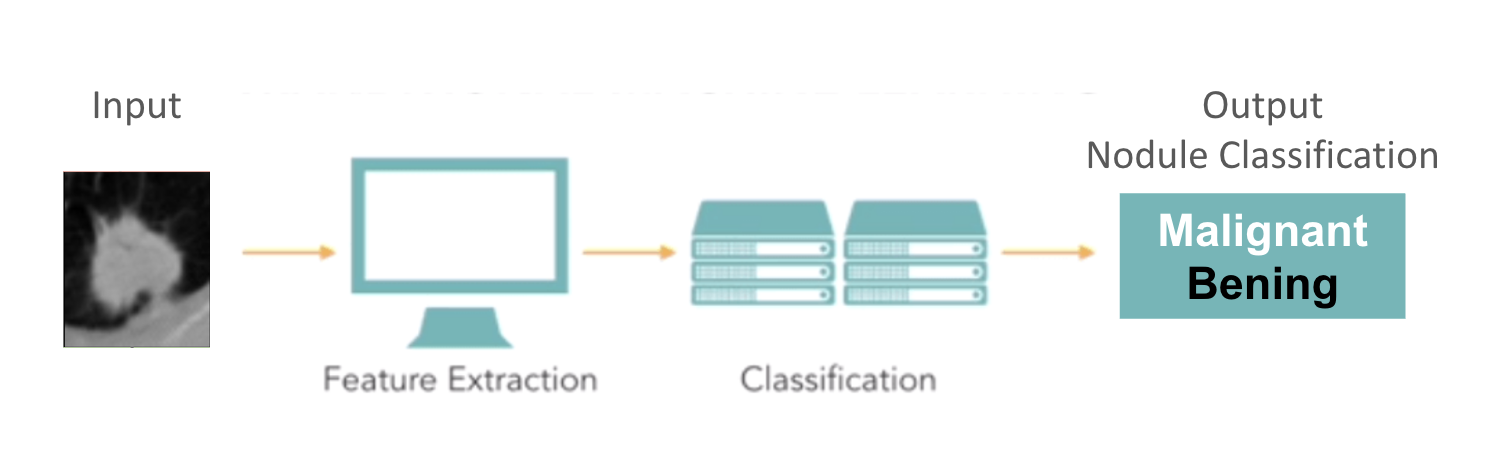 Input
Output
Nodule Classification
Malignant
Bening
Feature Extraction
Classification